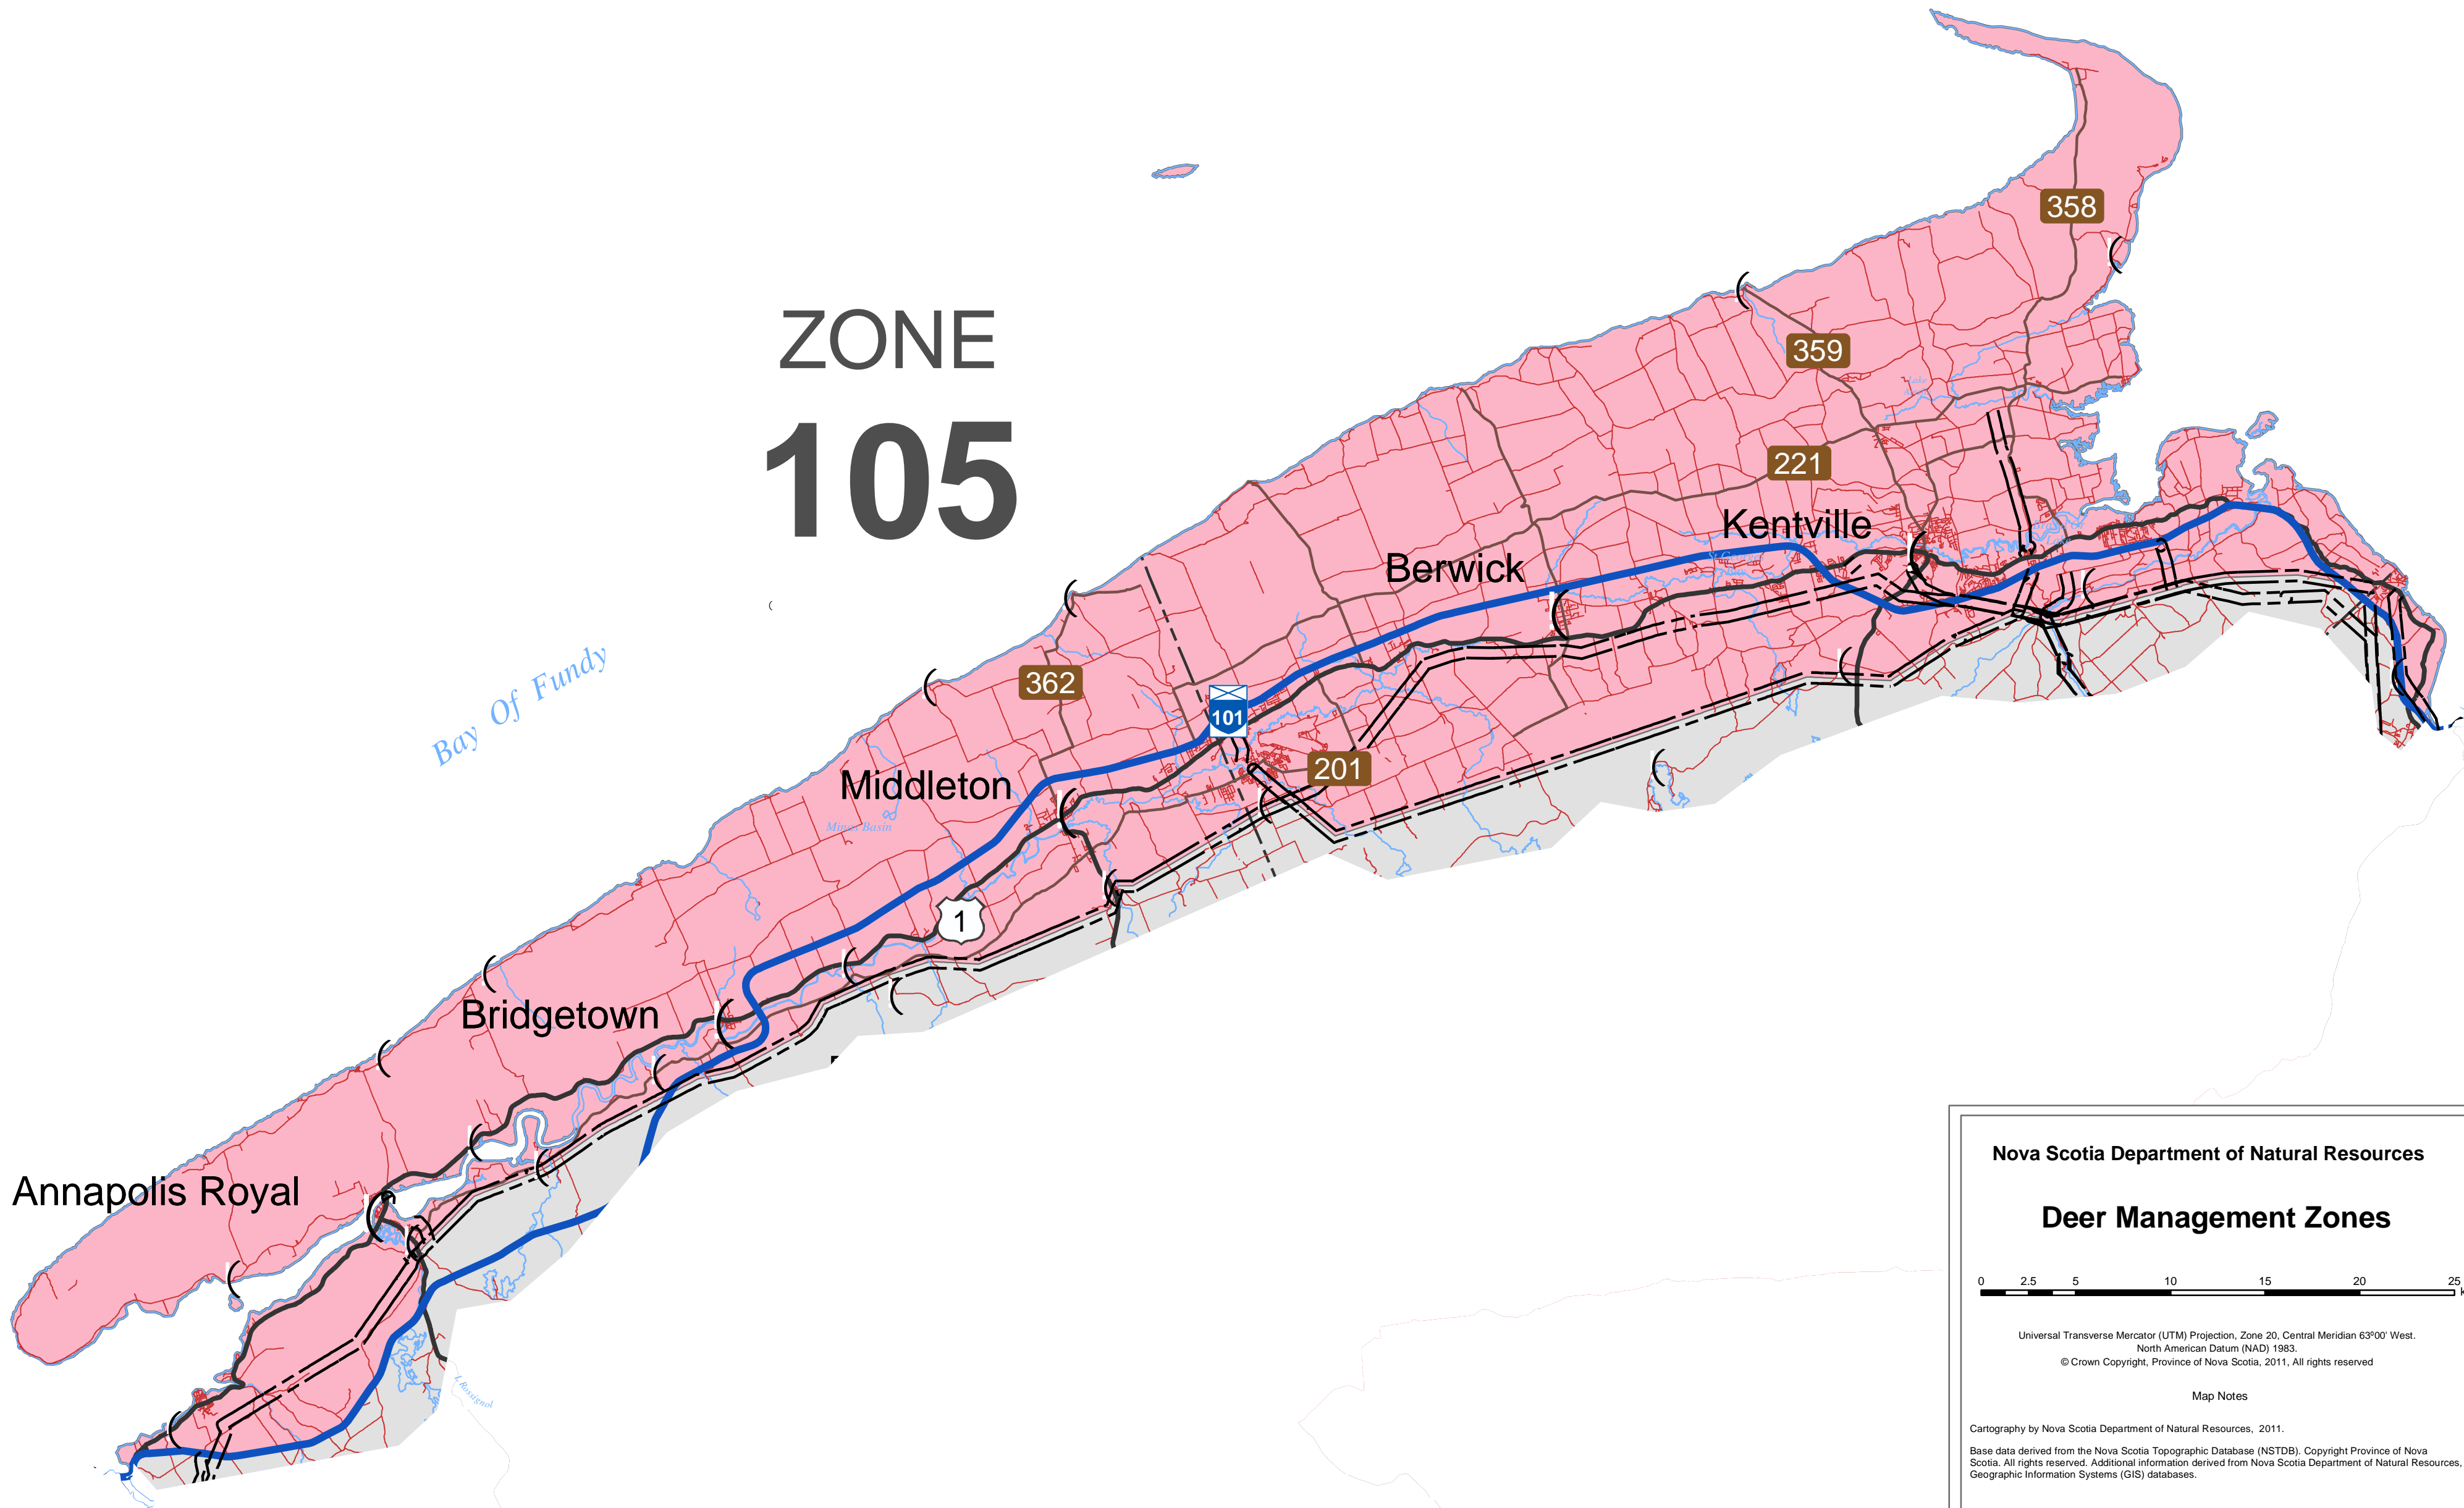 358
ZONE
105
359
221
Kentville
Berwick
Bay Of Fundy
362
101
201
Middleton
Minas Basin
1
Bridgetown
Annapolis Royal
L Rossignol
Lake
Nova Scotia Department of Natural Resources
Deer Management Zones
0 2.5 5 10 15 20 25
Universal Transverse Mercator (UTM) Projection, Zone 20, Central Meridian 63º00' West.
North American Datum (NAD) 1983.
© Crown Copyright, Province of Nova Scotia, 2011, All rights reserved
Map Notes
Cartography by Nova Scotia Department of Natural Resources, 2011.
Base data derived from the Nova Scotia Topographic Database (NSTDB). Copyright Province of Nova
Scotia. All rights reserved. Additional information derived from Nova Scotia Department of Natural Resources,
Geographic Information Systems (GIS) databases.